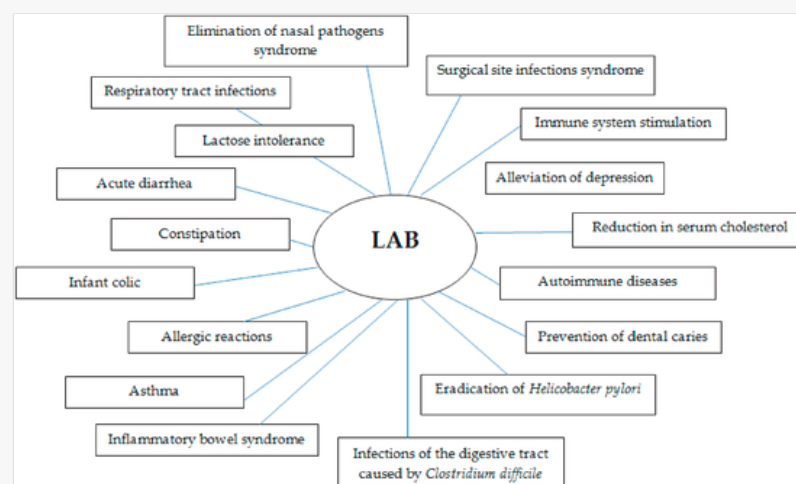 Elimination of nasal pathogens
syndrome
Surgical site infections syndrome
Respiratory tract infections
Immune system stimulation
Lactose intolerance
Alleviation of depression
Acute diarrhea
Reduction in serum cholesterol
Constipation
LAB
Infant colic
Autoimmune diseases
Allergic reactions
Prevention of dental caries
Asthma
Eradication of Helicobacter pylori
Inflammatory bowel syndrome
Infections of the digestive tract
caused by Clostridium difficile